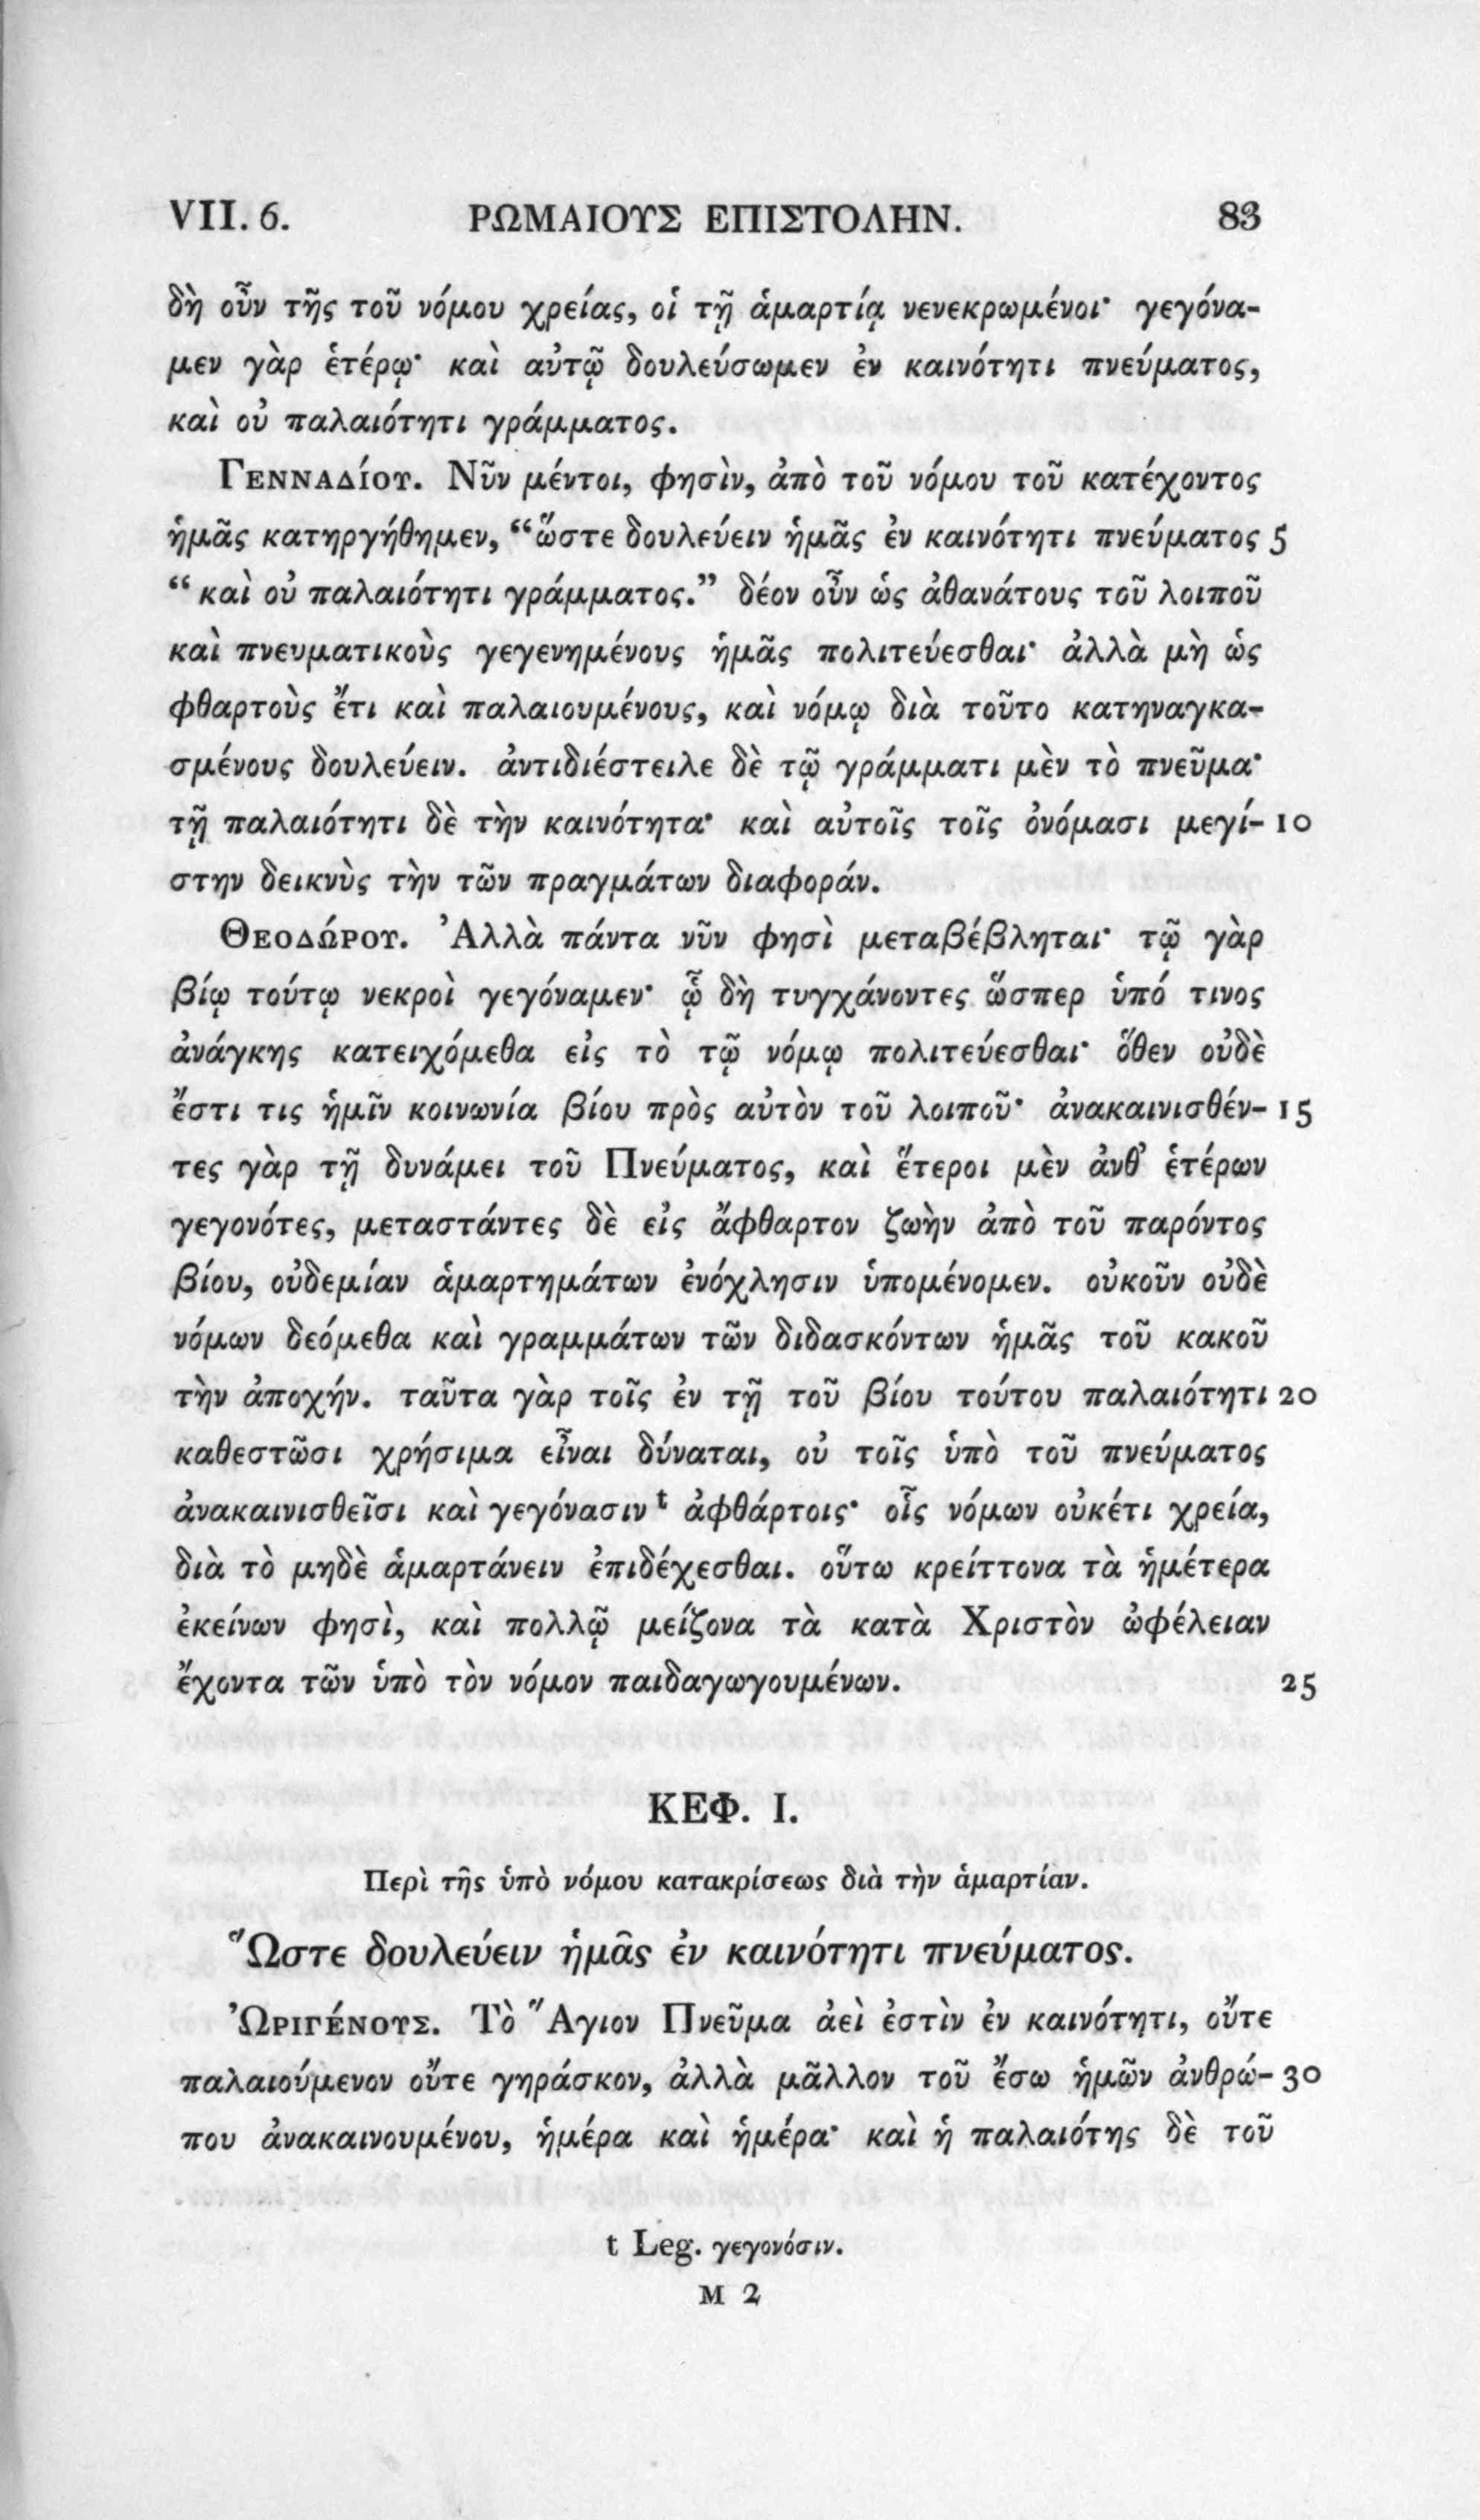 VII. 6. ΡΩΜΑΙΟΥΣ ΕΠΙΣΤΟΛΗΝ. 83
δὴ οὖν τῆς τοῦ νόμου χρείας, οἱ τῇ ἁμαρτίᾳ νενεκρωμένοι· γεγόνα-
μεν γὰρ ἑτέρῳ· καὶ αὐτῷ δουλεύσωμεν ἐν καινότητι πνεύματος,
καὶ οὐ παλαιότητι γράμματος.
Γενναδίου. Νῦν μέντοι, φησὶν, ἀπὸ τοῦ νόμου τοῦ κατέχοντος
ἡμᾶς κατηργήθημεν, “ὥστε δουλεύειν ἡμᾶς ἐν καινότητι πνεύματος 5
“ καὶ οὐ παλαιότητι γράμματος.” δέον οὖν ὡς ἀθανάτους τοῦ λοιποῦ
καὶ πνευματικοὺς γεγενημένους ἡμᾶς πολιτεύεσθαι· ἀλλὰ μὴ ὡς
φθαρτοὺς ἔτι καὶ παλαιουμένους, καὶ νόμῳ διὰ τοῦτο κατηναγκα-
σμένους δουλεύειν. ἀντιδιέστειλε δὲ τῷ γράμματι μὲν τὸ πνεῦμα·
τῇ παλαιότητι δὲ τὴν καινότητα· καὶ αὐτοῖς τοῖς ὀνόμασι μεγί- 10
στην δεικνὺς τὴν τῶν πραγμάτων διαφοράν.
Θεοδώρου. Ἀλλὰ πάντα νῦν φησὶ μεταβέβληται· τῷ γὰρ
βίῳ τούτῳ νεκροὶ γεγόναμεν· ᾧ δὴ τυγχάνοντες ὥσπερ ὑπό τινος
ἀνάγκης κατειχόμεθα εἰς τὸ τῷ νόμῳ πολιτεύεσθαι· ὅθεν οὐδὲ
ἔστι τις ἡμῖν κοινωνία βίου πρὸς αὐτὸν τοῦ λοιποῦ· ἀνακαινισθέν- 15
τες γὰρ τῇ δυνάμει τοῦ Πνεύματος, καὶ ἕτεροι μὲν ἀνθ’ ἑτέρων
γεγονότες, μεταστάντες δὲ εἰς ἄφθαρτον ζωὴν ἀπὸ τοῦ παρόντος
βίου, οὐδεμίαν ἁμαρτημάτων ἐνόχλησιν ὑπομένομεν. οὐκοῦν οὐδὲ
νόμων δεόμεθα καὶ γραμμάτων τῶν διδασκόντων ἡμᾶς τοῦ κακοῦ
τὴν ἀποχήν. ταῦτα γὰρ τοῖς ἐν τῇ τοῦ βίου τούτου παλαιότητι 20
καθεστῶσι χρήσιμα εἶναι δύναται, οὐ τοῖς ὑπὸ τοῦ πνεύματος
ἀνακαινισθεῖσι καὶ γεγόνασιν t ἀφθάρτοις· οἷς νόμων οὐκέτι χρεία,
διὰ τὸ μηδὲ ἁμαρτάνειν ἐπιδέχεσθαι. οὕτω κρείττονα τὰ ἡμέτερα
ἐκείνων φησὶ, καὶ πολλῷ μείζονα τὰ κατὰ Χριστὸν ὠφέλειαν
ἔχοντα τῶν ὑπὸ τὸν νόμον παιδαγωγουμένων. 25
ΚΕΦ. Ι.
Περὶ τῆς ὑπὸ νόμου κατακρίσεως διὰ τὴν ἁμαρτίαν.
Ὥστε δουλεύειν ἡμᾶς ἐν καινότητι πνεύματος.
Ὠριγένους. Τὸ Ἅγιον Πνεῦμα ἀεὶ ἐστὶν ἐν καινότητι, οὔτε
παλαιούμενον οὔτε γηράσκον, ἀλλὰ μᾶλλον τοῦ ἔσω ἡμῶν ἀνθρώ- 30
που ἀνακαινουμένου, ἡμέρα καὶ ἡμέρα· καὶ ἡ παλαιότης δὲ τοῦ
t Leg. γεγονόσιν.
M 2